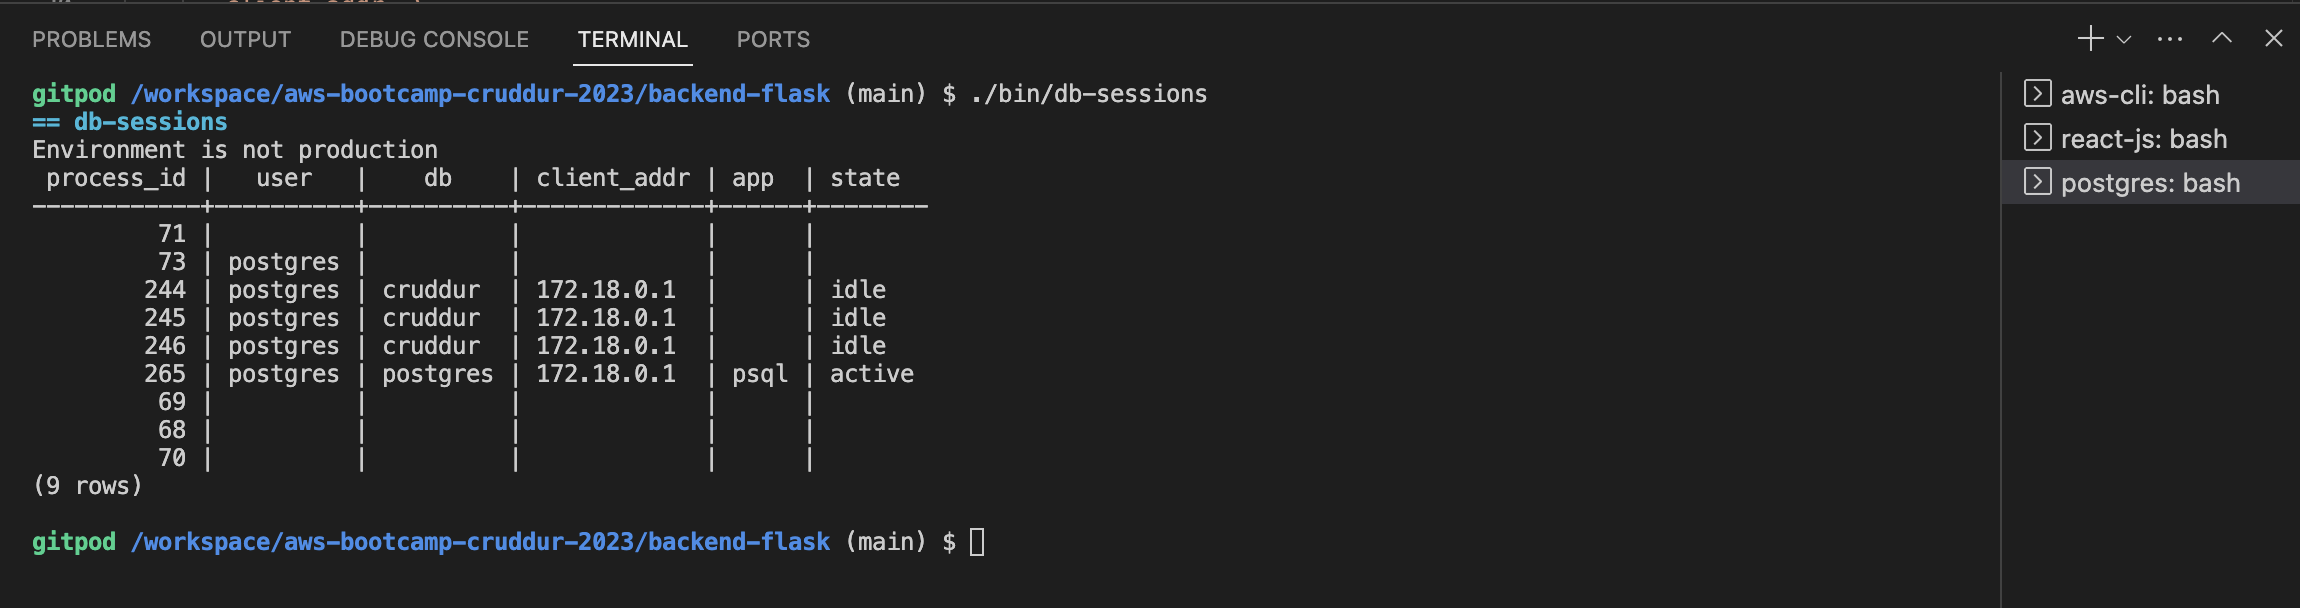 PROBLEMS OUTPUT DEBUG CONSOLE TERMINAL PORTS
gitpod /workspace/aws-bootcamp-cruddur-2023/backend-flask (main) $ ./bin/db-sessions
== db-sessions
Environment is not production
 process_id |   user   |    db    | client_addr | app  | state
------------+----------+----------+-------------+------+--------
         71 |          |          |             |      |
         73 | postgres |          |             |      |
        244 | postgres | cruddur  | 172.18.0.1  |      | idle
        245 | postgres | cruddur  | 172.18.0.1  |      | idle
        246 | postgres | cruddur  | 172.18.0.1  |      | idle
        265 | postgres | postgres | 172.18.0.1  | psql | active
         69 |          |          |             |      |
         68 |          |          |             |      |
         70 |          |          |             |      |
(9 rows)
gitpod /workspace/aws-bootcamp-cruddur-2023/backend-flask (main) $
aws-cli: bash
react-js: bash
postgres: bash